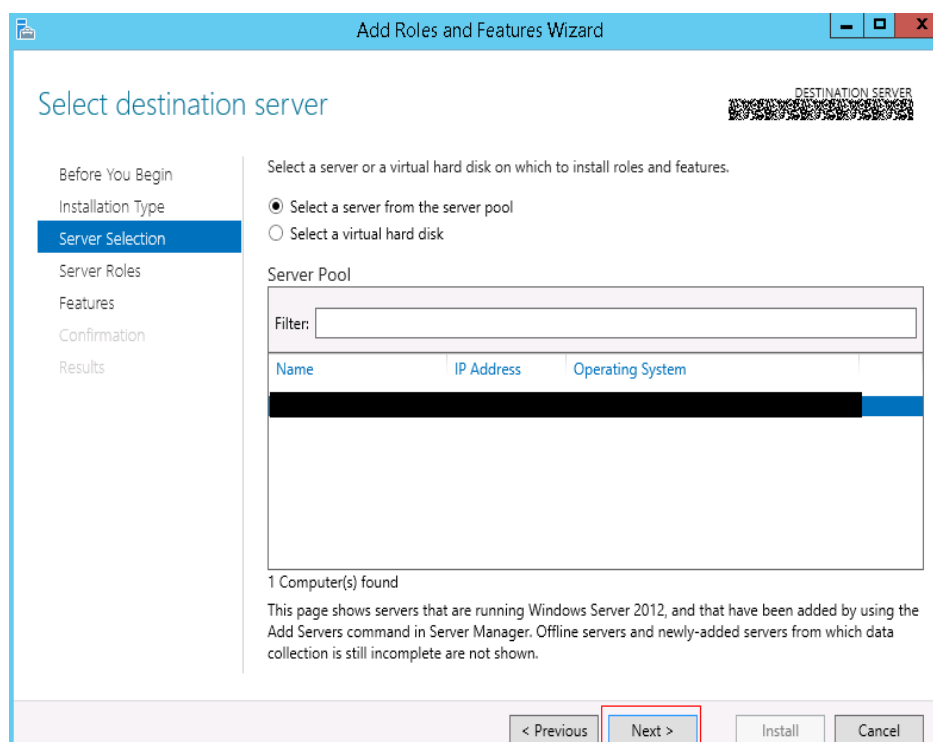 Add Roles and Features Wizard
Select destination server
DESTINATION SERVER
Before You Begin
Installation Type
Server Selection
Server Roles
Features
Confirmation
Results
Select a server or a virtual hard disk on which to install roles and features.
Select a server from the server pool
Select a virtual hard disk
Server Pool
Filter:
Name IP Address Operating System
1 Computer(s) found
This page shows servers that are running Windows Server 2012, and that have been added by using the
Add Servers command in Server Manager. Offline servers and newly-added servers from which data
collection is still incomplete are not shown.
< Previous Next > Install Cancel